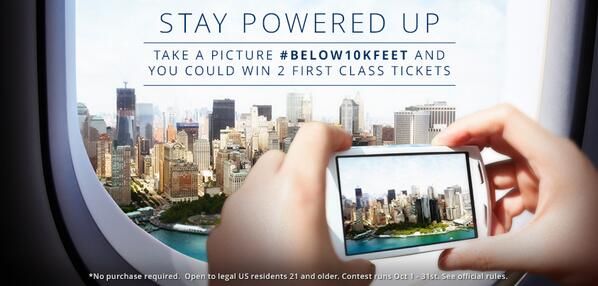 STAY POWERED UP
TAKE A PICTURE #BELOW10KFEET AND
YOU COULD WIN 2 FIRST CLASS TICKETS
*No purchase required. Open to legal US residents 21 and older. Contest runs Oct 1 - 31st. See official rules.